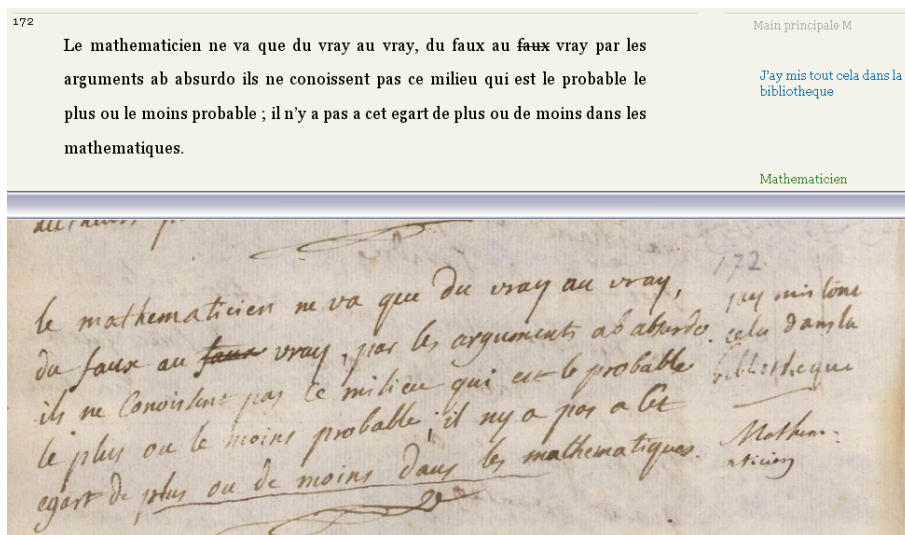 172
Main principale M
Le mathematicien ne va que du vray au vray, du faux au faux vray par les
arguments ab absurdo ils ne conoissent pas ce milieu qui est le probable le
J'ay mis tout cela dans la
bibliotheque
plus ou le moins probable ; il n'y a pas a cet egart de plus ou de moins dans les
mathematiques.
Mathematicien
172.
le mathematicien ne va que du vray au vray,
du faux au faux vray, par les arguments ab absurdo.
ils ne Conoissent pas Ce milieu qui est le probable
le plus ou le moins probable ; il ny a pas a Cet
egart de plus ou de moins dans les mathematiques.
jay mis tout
cela dans la
bibliotheque
Mathem-
aticien